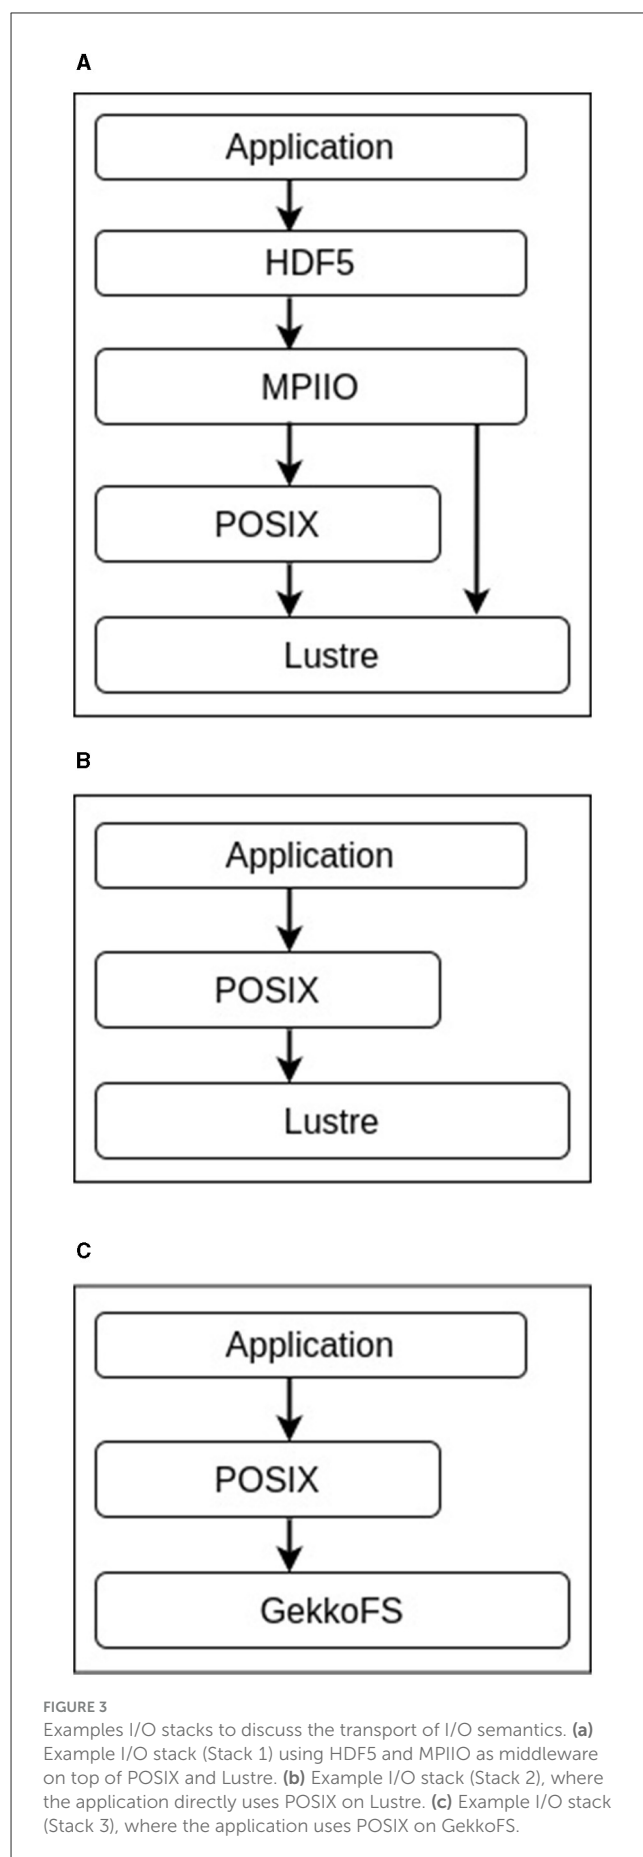 A
Application
HDF5
MPIIO
POSIX
Lustre
B
Application
POSIX
Lustre
C
Application
POSIX
GekkoFS
FIGURE 3
Examples I/O stacks to discuss the transport of I/O semantics. (a)
Example I/O stack (Stack 1) using HDF5 and MPIIO as middleware
on top of POSIX and Lustre. (b) Example I/O stack (Stack 2), where
the application directly uses POSIX on Lustre. (c) Example I/O stack
(Stack 3), where the application uses POSIX on GekkoFS.